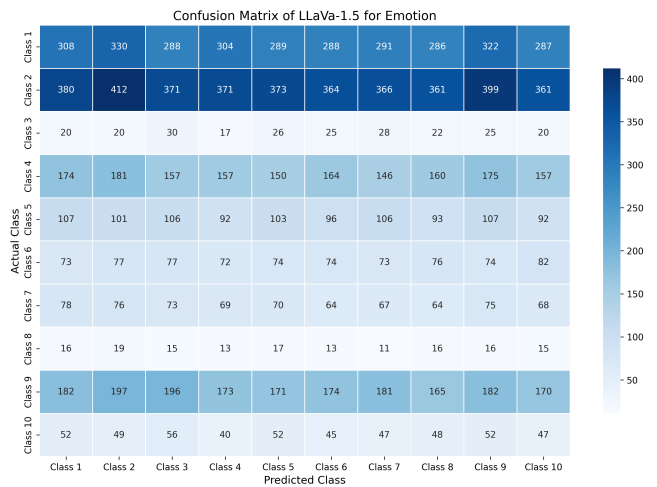 Confusion Matrix of LLaVa-1.5 for Emotion
Class 1 308 330 288 304 289 288 291 286 322 287
Class 2 380 412 371 371 373 364 366 361 399 361
Class 3 20 20 30 17 26 25 28 22 25 20
Class 4 174 181 157 157 150 164 146 160 175 157
Class 5 107 101 106 92 103 96 106 93 107 92
Class 6 73 77 77 72 74 74 73 76 74 82
Class 7 78 76 73 69 70 64 67 64 75 68
Class 8 16 19 15 13 17 13 11 16 16 15
Class 9 182 197 196 173 171 174 181 165 182 170
Class 10 52 49 56 40 52 45 47 48 52 47
Class 1 Class 2 Class 3 Class 4 Class 5 Class 6 Class 7 Class 8 Class 9 Class 10
Predicted Class
Actual Class
400
350
300
250
200
150
100
50